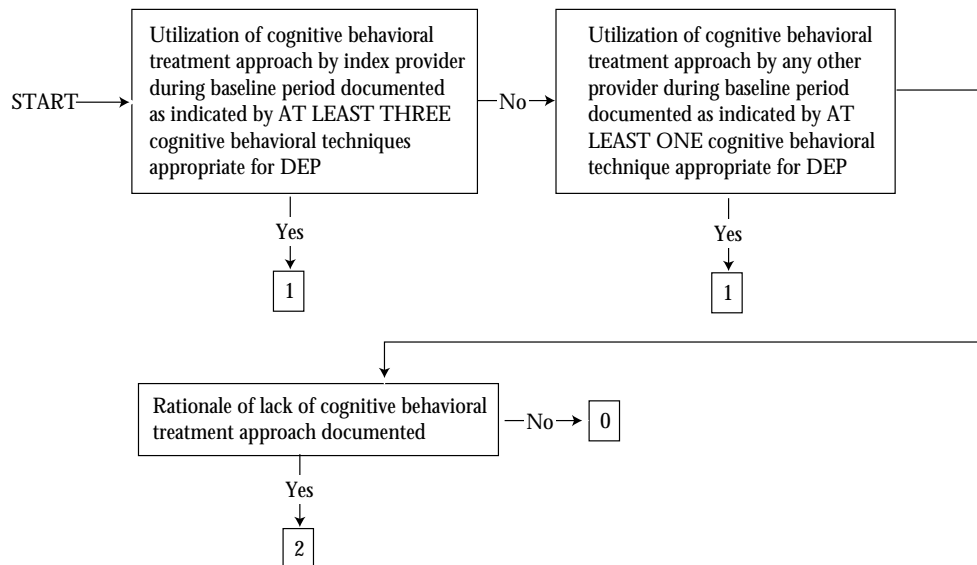 START
Utilization of cognitive behavioral
treatment approach by index provider
during baseline period documented
as indicated by AT LEAST THREE
cognitive behavioral techniques
appropriate for DEP
No
Utilization of cognitive behavioral
treatment approach by any other
provider during baseline period
documented as indicated by AT
LEAST ONE cognitive behavioral
technique appropriate for DEP
Yes
1
Yes
1
Rationale of lack of cognitive behavioral
treatment approach documented
No
0
Yes
2